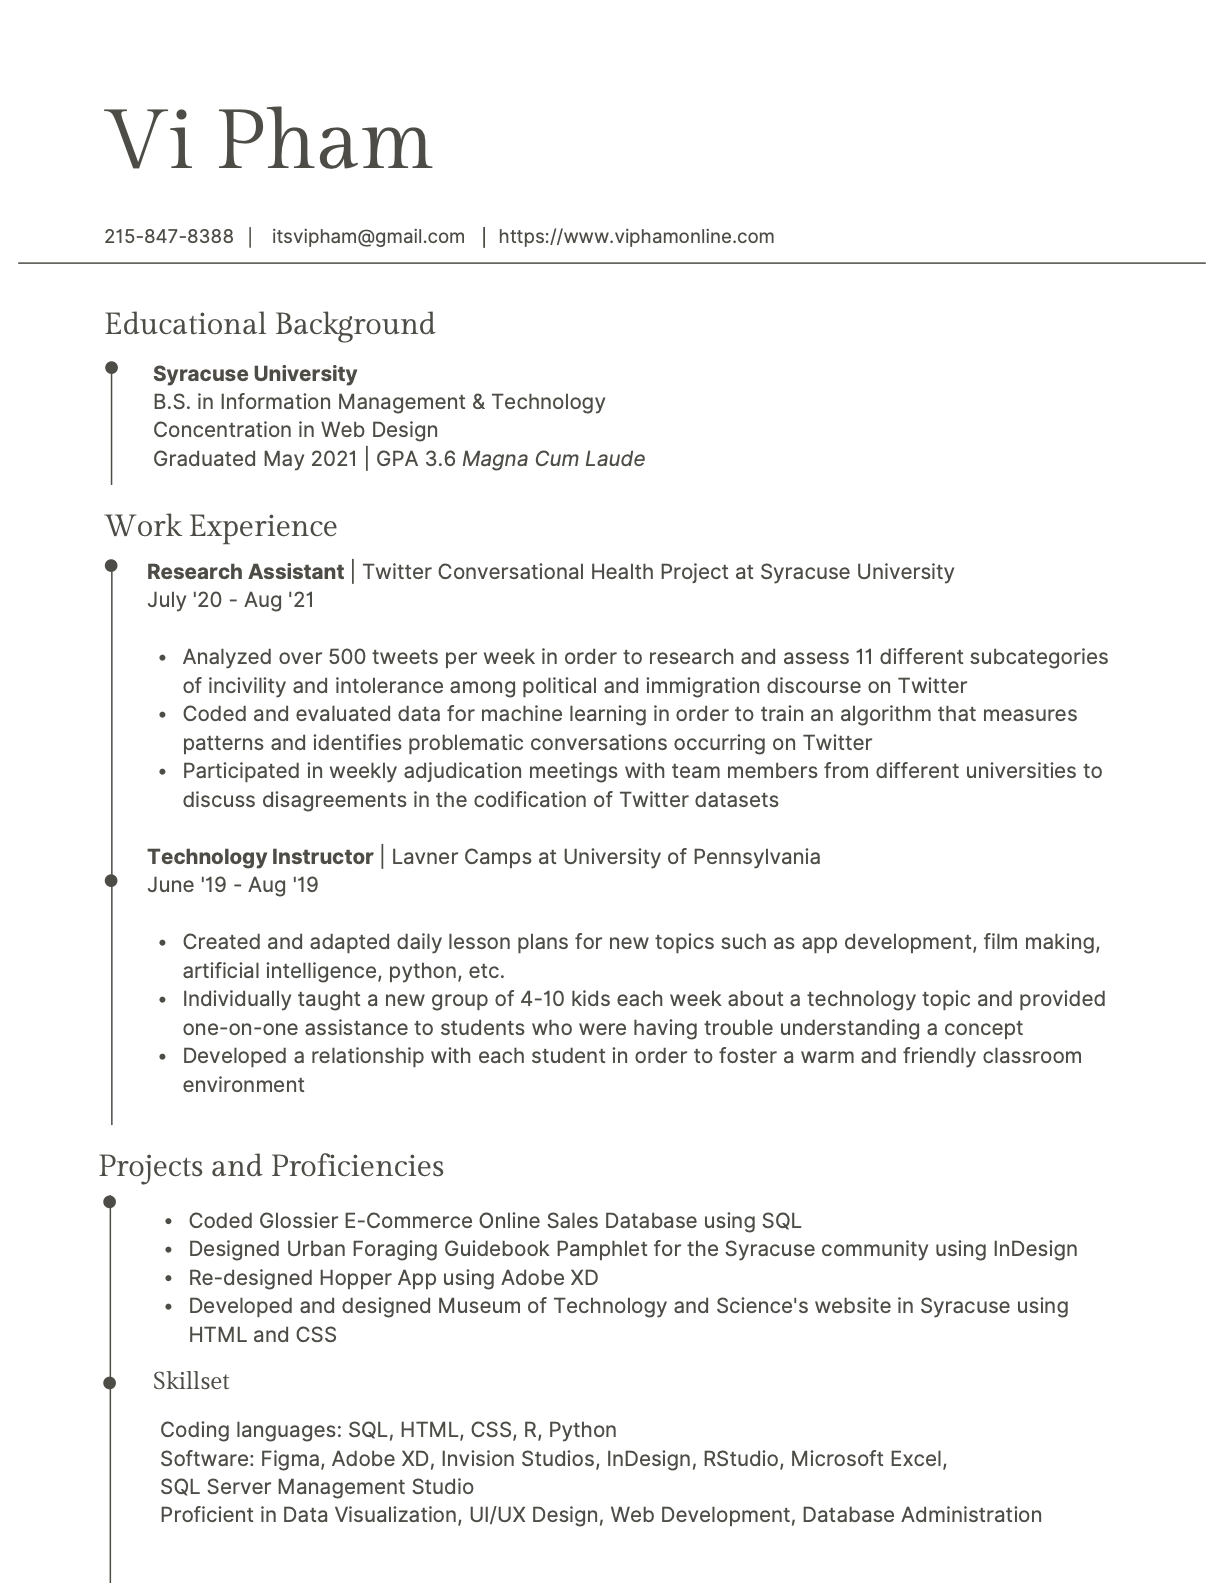 Vi Pham
215-847-8388 | itsvipham@gmail.com | https://www.viphamonline.com
Educational Background
Syracuse University
B.S. in Information Management & Technology
Concentration in Web Design
Graduated May 2021 | GPA 3.6 Magna Cum Laude
Work Experience
Research Assistant | Twitter Conversational Health Project at Syracuse University
July '20 - Aug '21
• Analyzed over 500 tweets per week in order to research and assess 11 different subcategories
of incivility and intolerance among political and immigration discourse on Twitter
• Coded and evaluated data for machine learning in order to train an algorithm that measures
patterns and identifies problematic conversations occurring on Twitter
• Participated in weekly adjudication meetings with team members from different universities to
discuss disagreements in the codification of Twitter datasets
Technology Instructor | Lavner Camps at University of Pennsylvania
June '19 - Aug '19
• Created and adapted daily lesson plans for new topics such as app development, film making,
artificial intelligence, python, etc.
• Individually taught a new group of 4-10 kids each week about a technology topic and provided
one-on-one assistance to students who were having trouble understanding a concept
• Developed a relationship with each student in order to foster a warm and friendly classroom
environment
Projects and Proficiencies
• Coded Glossier E-Commerce Online Sales Database using SQL
• Designed Urban Foraging Guidebook Pamphlet for the Syracuse community using InDesign
• Re-designed Hopper App using Adobe XD
• Developed and designed Museum of Technology and Science's website in Syracuse using
HTML and CSS
Skillset
Coding languages: SQL, HTML, CSS, R, Python
Software: Figma, Adobe XD, Invision Studios, InDesign, RStudio, Microsoft Excel,
SQL Server Management Studio
Proficient in Data Visualization, UI/UX Design, Web Development, Database Administration